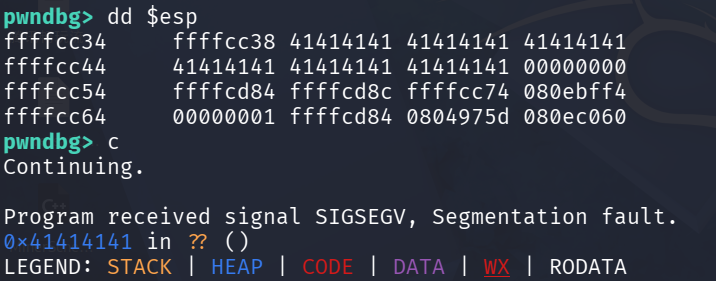 pwndbg> dd $esp
ffffcc34     ffffcc38 41414141 41414141 41414141
ffffcc44     41414141 41414141 41414141 00000000
ffffcc54     ffffcd84 ffffcd8c ffffcc74 080ebff4
ffffcc64     00000001 ffffcd84 0804975d 080ec060
pwndbg> c
Continuing.
Program received signal SIGSEGV, Segmentation fault.
0x41414141 in ?? ()
LEGEND: STACK | HEAP | CODE | DATA | WX | RODATA